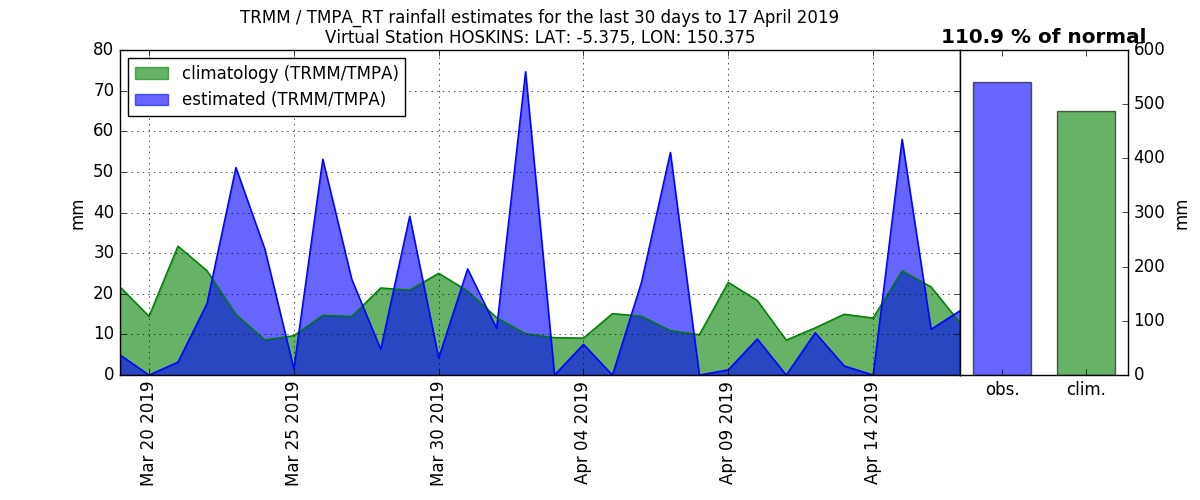 TRMM / TMPA_RT rainfall estimates for the last 30 days to 17 April 2019
Virtual Station HOSKINS: LAT: -5.375, LON: 150.375
110.9 % of normal
climatology (TRMM/TMPA)
estimated (TRMM/TMPA)
80
70
60
50
40
30
20
10
0
mm
600
500
400
300
200
100
0
mm
Mar 20 2019
Mar 25 2019
Mar 30 2019
Apr 04 2019
Apr 09 2019
Apr 14 2019
obs.
clim.